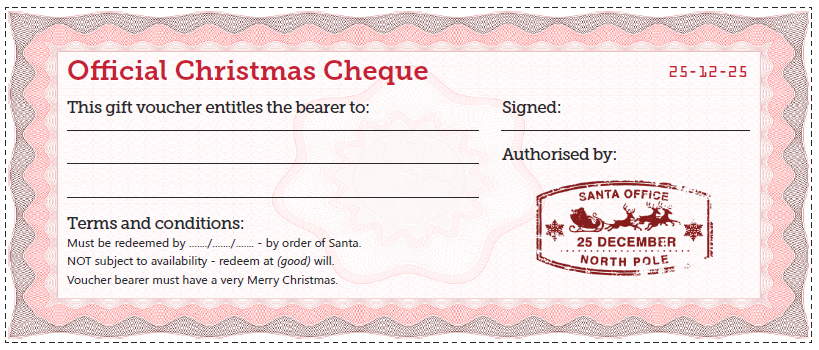 Official Christmas Cheque
25-12-25
This gift voucher entitles the bearer to:
Signed:
Authorised by:
SANTA OFFICE
25 DECEMBER
NORTH POLE
Terms and conditions:
Must be redeemed by ......./......./....... - by order of Santa.
NOT subject to availability - redeem at (good) will.
Voucher bearer must have a very Merry Christmas.